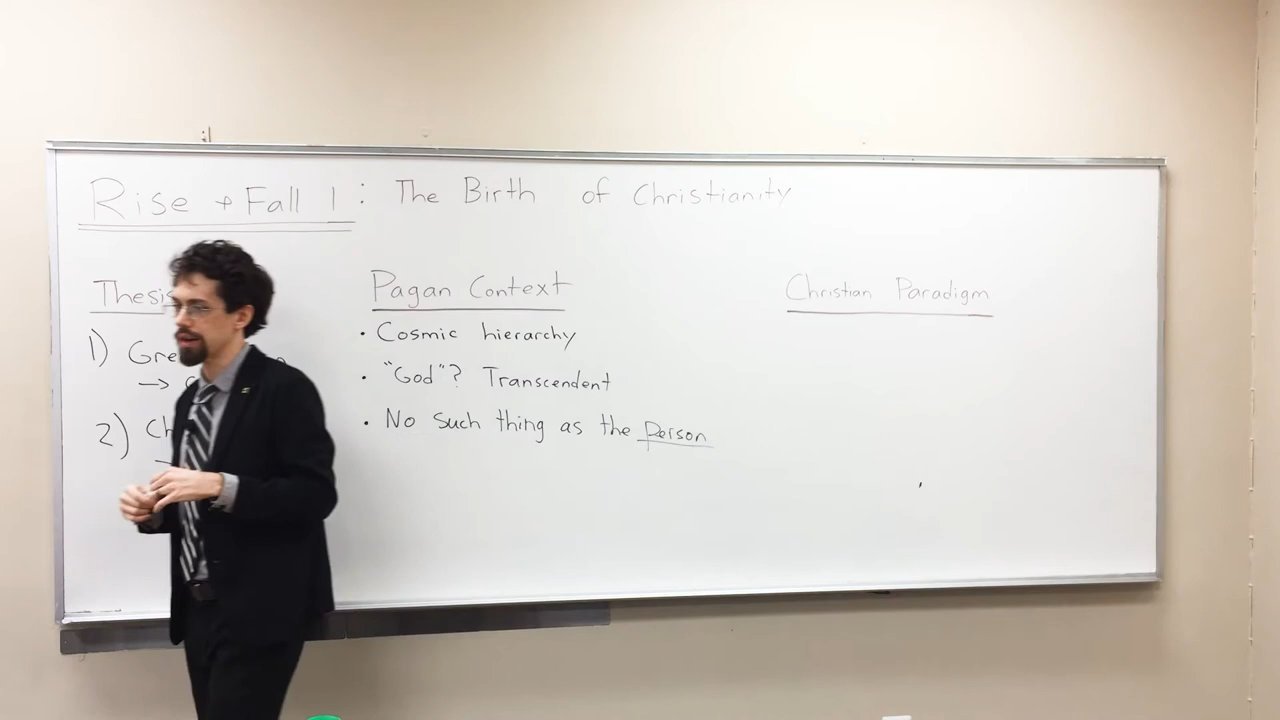 Rise + Fall 1: The Birth of Christianity
Thesis
1) Gre
→
2) Ch
Pagan Context
• Cosmic hierarchy
• "God"? Transcendent
• No such thing as the person
Christian Paradigm